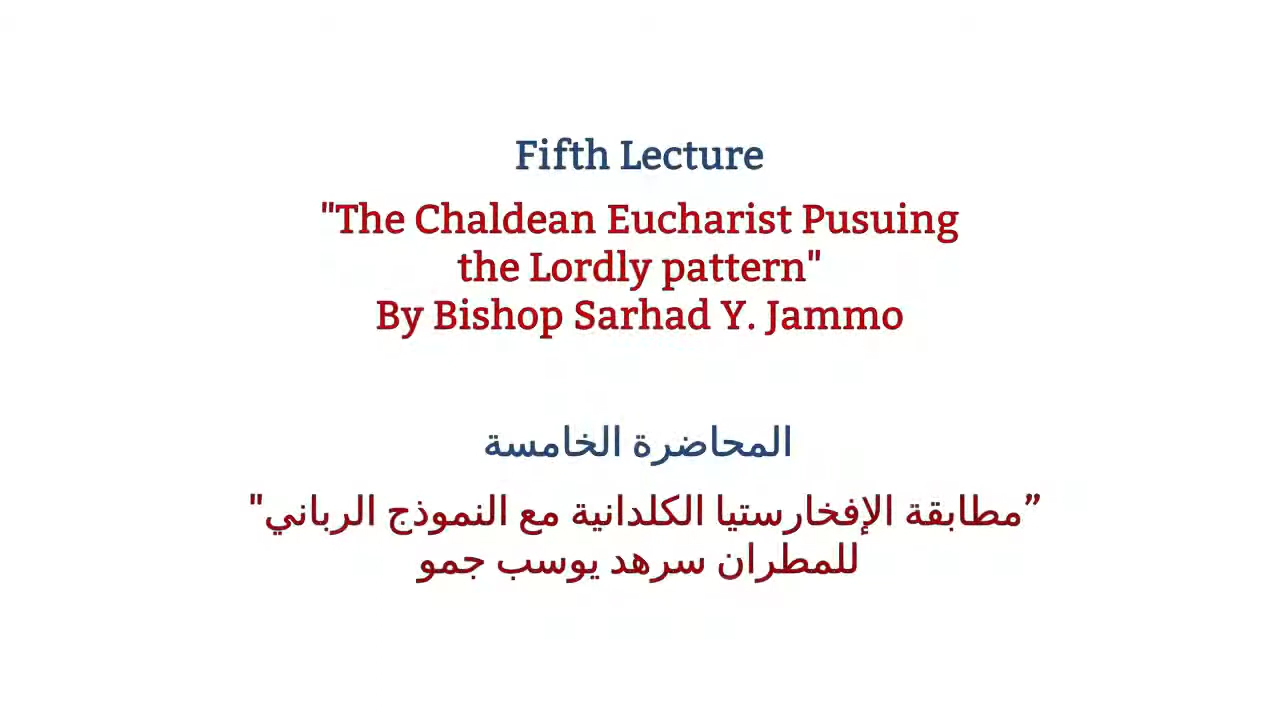 Fifth Lecture
"The Chaldean Eucharist Pusuing
the Lordly pattern"
By Bishop Sarhad Y. Jammo
المحاضرة الخامسة
”مطابقة الإفخارستيا الكلدانية مع النموذج الرباني"
للمطران سرهد يوسب جمو